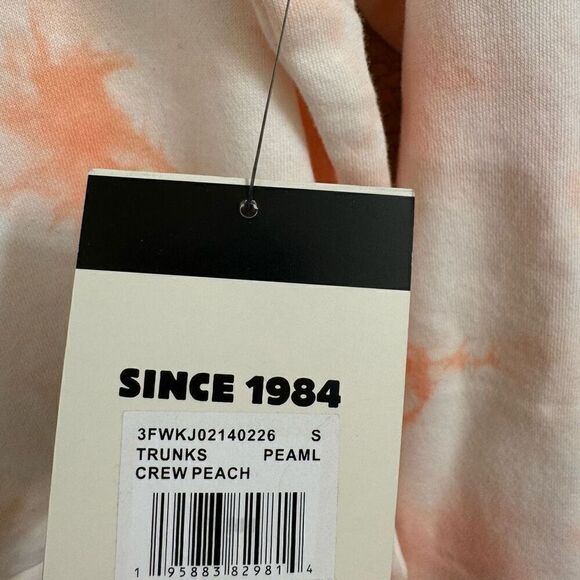 SINCE 1984
3FWKJ02140226 S
TRUNKS PEAML
CREW PEACH
1 95883 82981 4